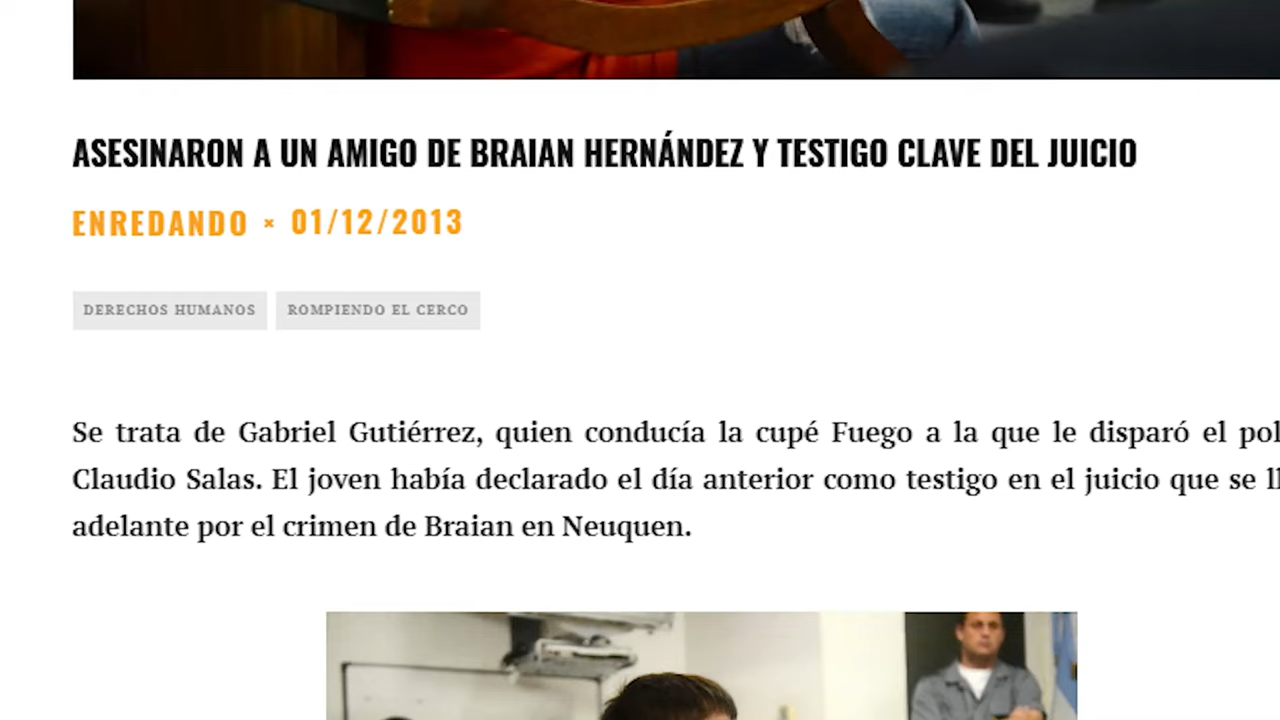 ASESINARON A UN AMIGO DE BRAIAN HERNÁNDEZ Y TESTIGO CLAVE DEL JUICIO
ENREDANDO × 01/12/2013
DERECHOS HUMANOS ROMPIENDO EL CERCO
Se trata de Gabriel Gutiérrez, quien conducía la cupé Fuego a la que le disparó el pol
Claudio Salas. El joven había declarado el día anterior como testigo en el juicio que se ll
adelante por el crimen de Braian en Neuquen.